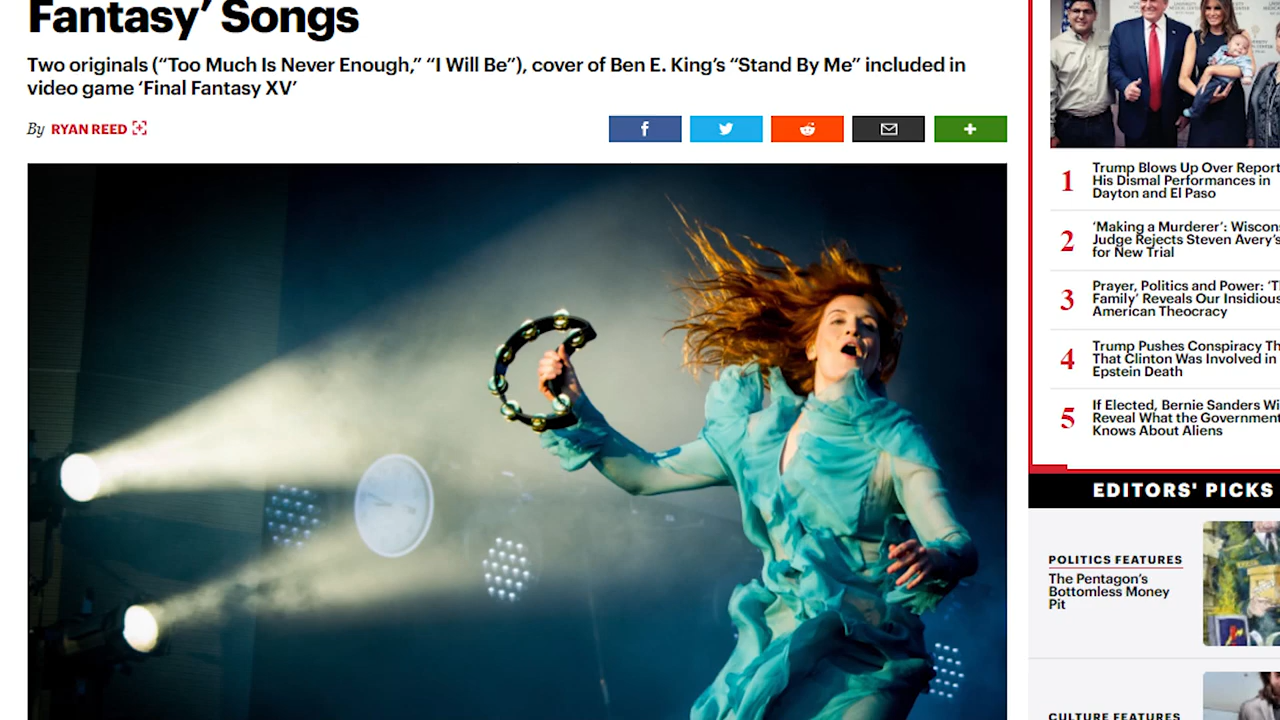 Fantasy’ Songs
Two originals (“Too Much Is Never Enough,” “I Will Be”), cover of Ben E. King’s “Stand By Me” included in
video game ‘Final Fantasy XV’
By RYAN REED
1
Trump Blows Up Over Report
His Dismal Performances in
Dayton and El Paso
2
‘Making a Murderer’: Wiscon
Judge Rejects Steven Avery’s
for New Trial
3
Prayer, Politics and Power: ‘T
Family’ Reveals Our Insidious
American Theocracy
4
Trump Pushes Conspiracy Th
That Clinton Was Involved in
Epstein Death
5
If Elected, Bernie Sanders Wi
Reveal What the Government
Knows About Aliens
EDITORS' PICKS
POLITICS FEATURES
The Pentagon’s
Bottomless Money
Pit
CULTURE FEATURES